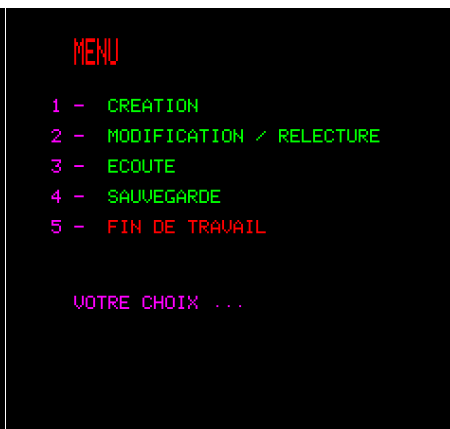 MENU
1 - CREATION
2 - MODIFICATION / RELECTURE
3 - ECOUTE
4 - SAUVEGARDE
5 - FIN DE TRAVAIL
VOTRE CHOIX ...